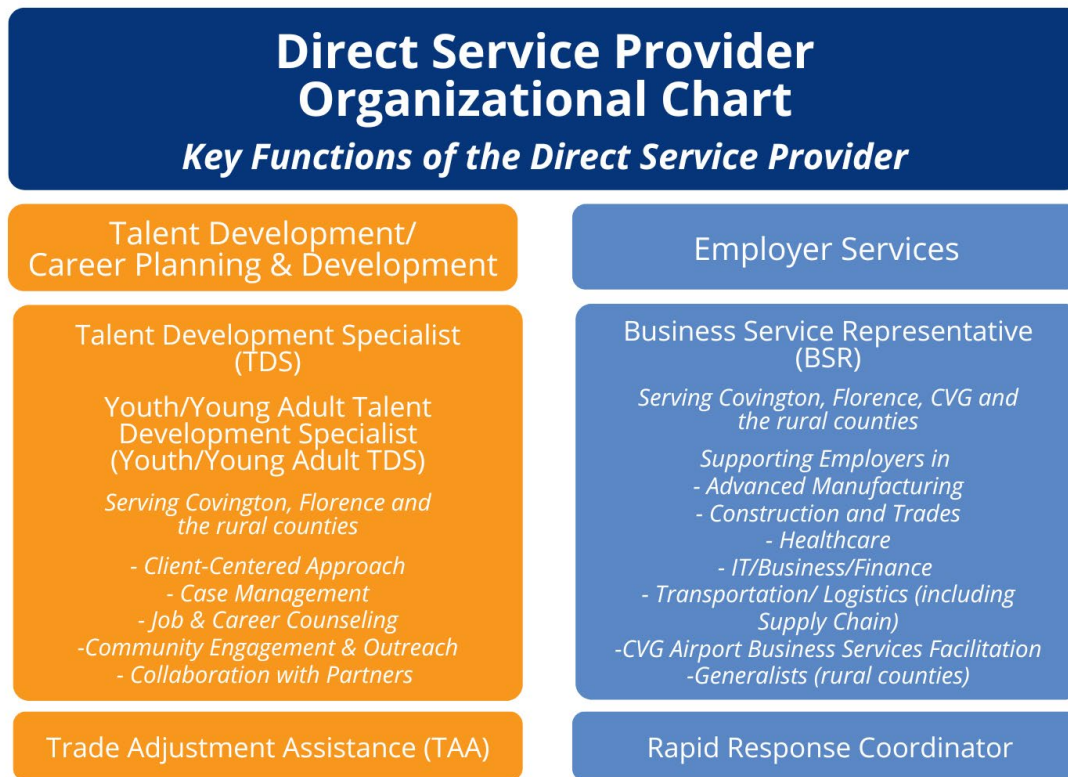 Direct Service Provider
Organizational Chart
Key Functions of the Direct Service Provider
Talent Development/
Career Planning & Development
Talent Development Specialist
(TDS)
Youth/Young Adult Talent
Development Specialist
(Youth/Young Adult TDS)
Serving Covington, Florence and
the rural counties
- Client-Centered Approach
- Case Management
- Job & Career Counseling
-Community Engagement & Outreach
- Collaboration with Partners
Trade Adjustment Assistance (TAA)
Employer Services
Business Service Representative
(BSR)
Serving Covington, Florence, CVG and
the rural counties
Supporting Employers in
- Advanced Manufacturing
- Construction and Trades
- Healthcare
- IT/Business/Finance
- Transportation/ Logistics (including
Supply Chain)
-CVG Airport Business Services Facilitation
-Generalists (rural counties)
Rapid Response Coordinator